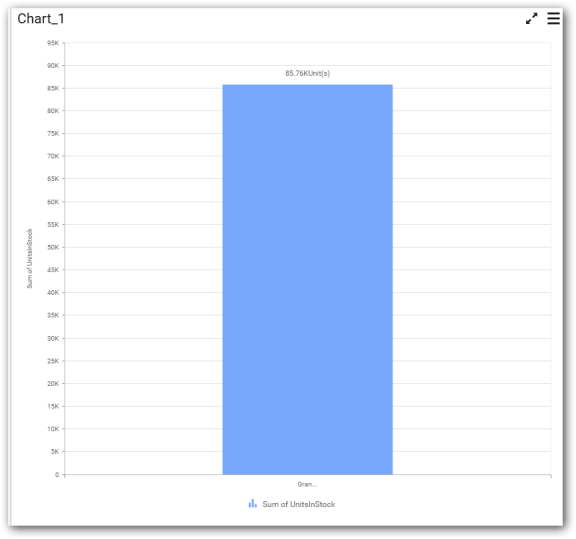 Chart_1
95K
90K
85.76KUnit(s)
85K
80K
75K
70K
65K
60K
55K
50K
45K
40K
35K
30K
25K
20K
15K
10K
5K
0
Sum of UnitsInStock
Gran...
Sum of UnitsInStock